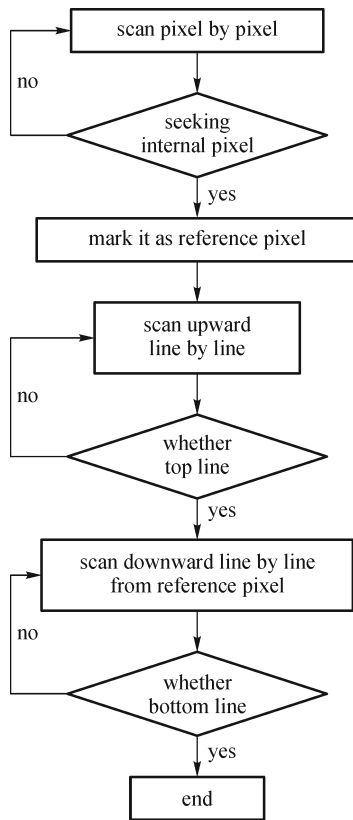 scan pixel by pixel
no
seeking
internal pixel
yes
mark it as reference pixel
scan upward
line by line
no
whether
top line
yes
scan downward line by line
from reference pixel
no
whether
bottom line
yes
end